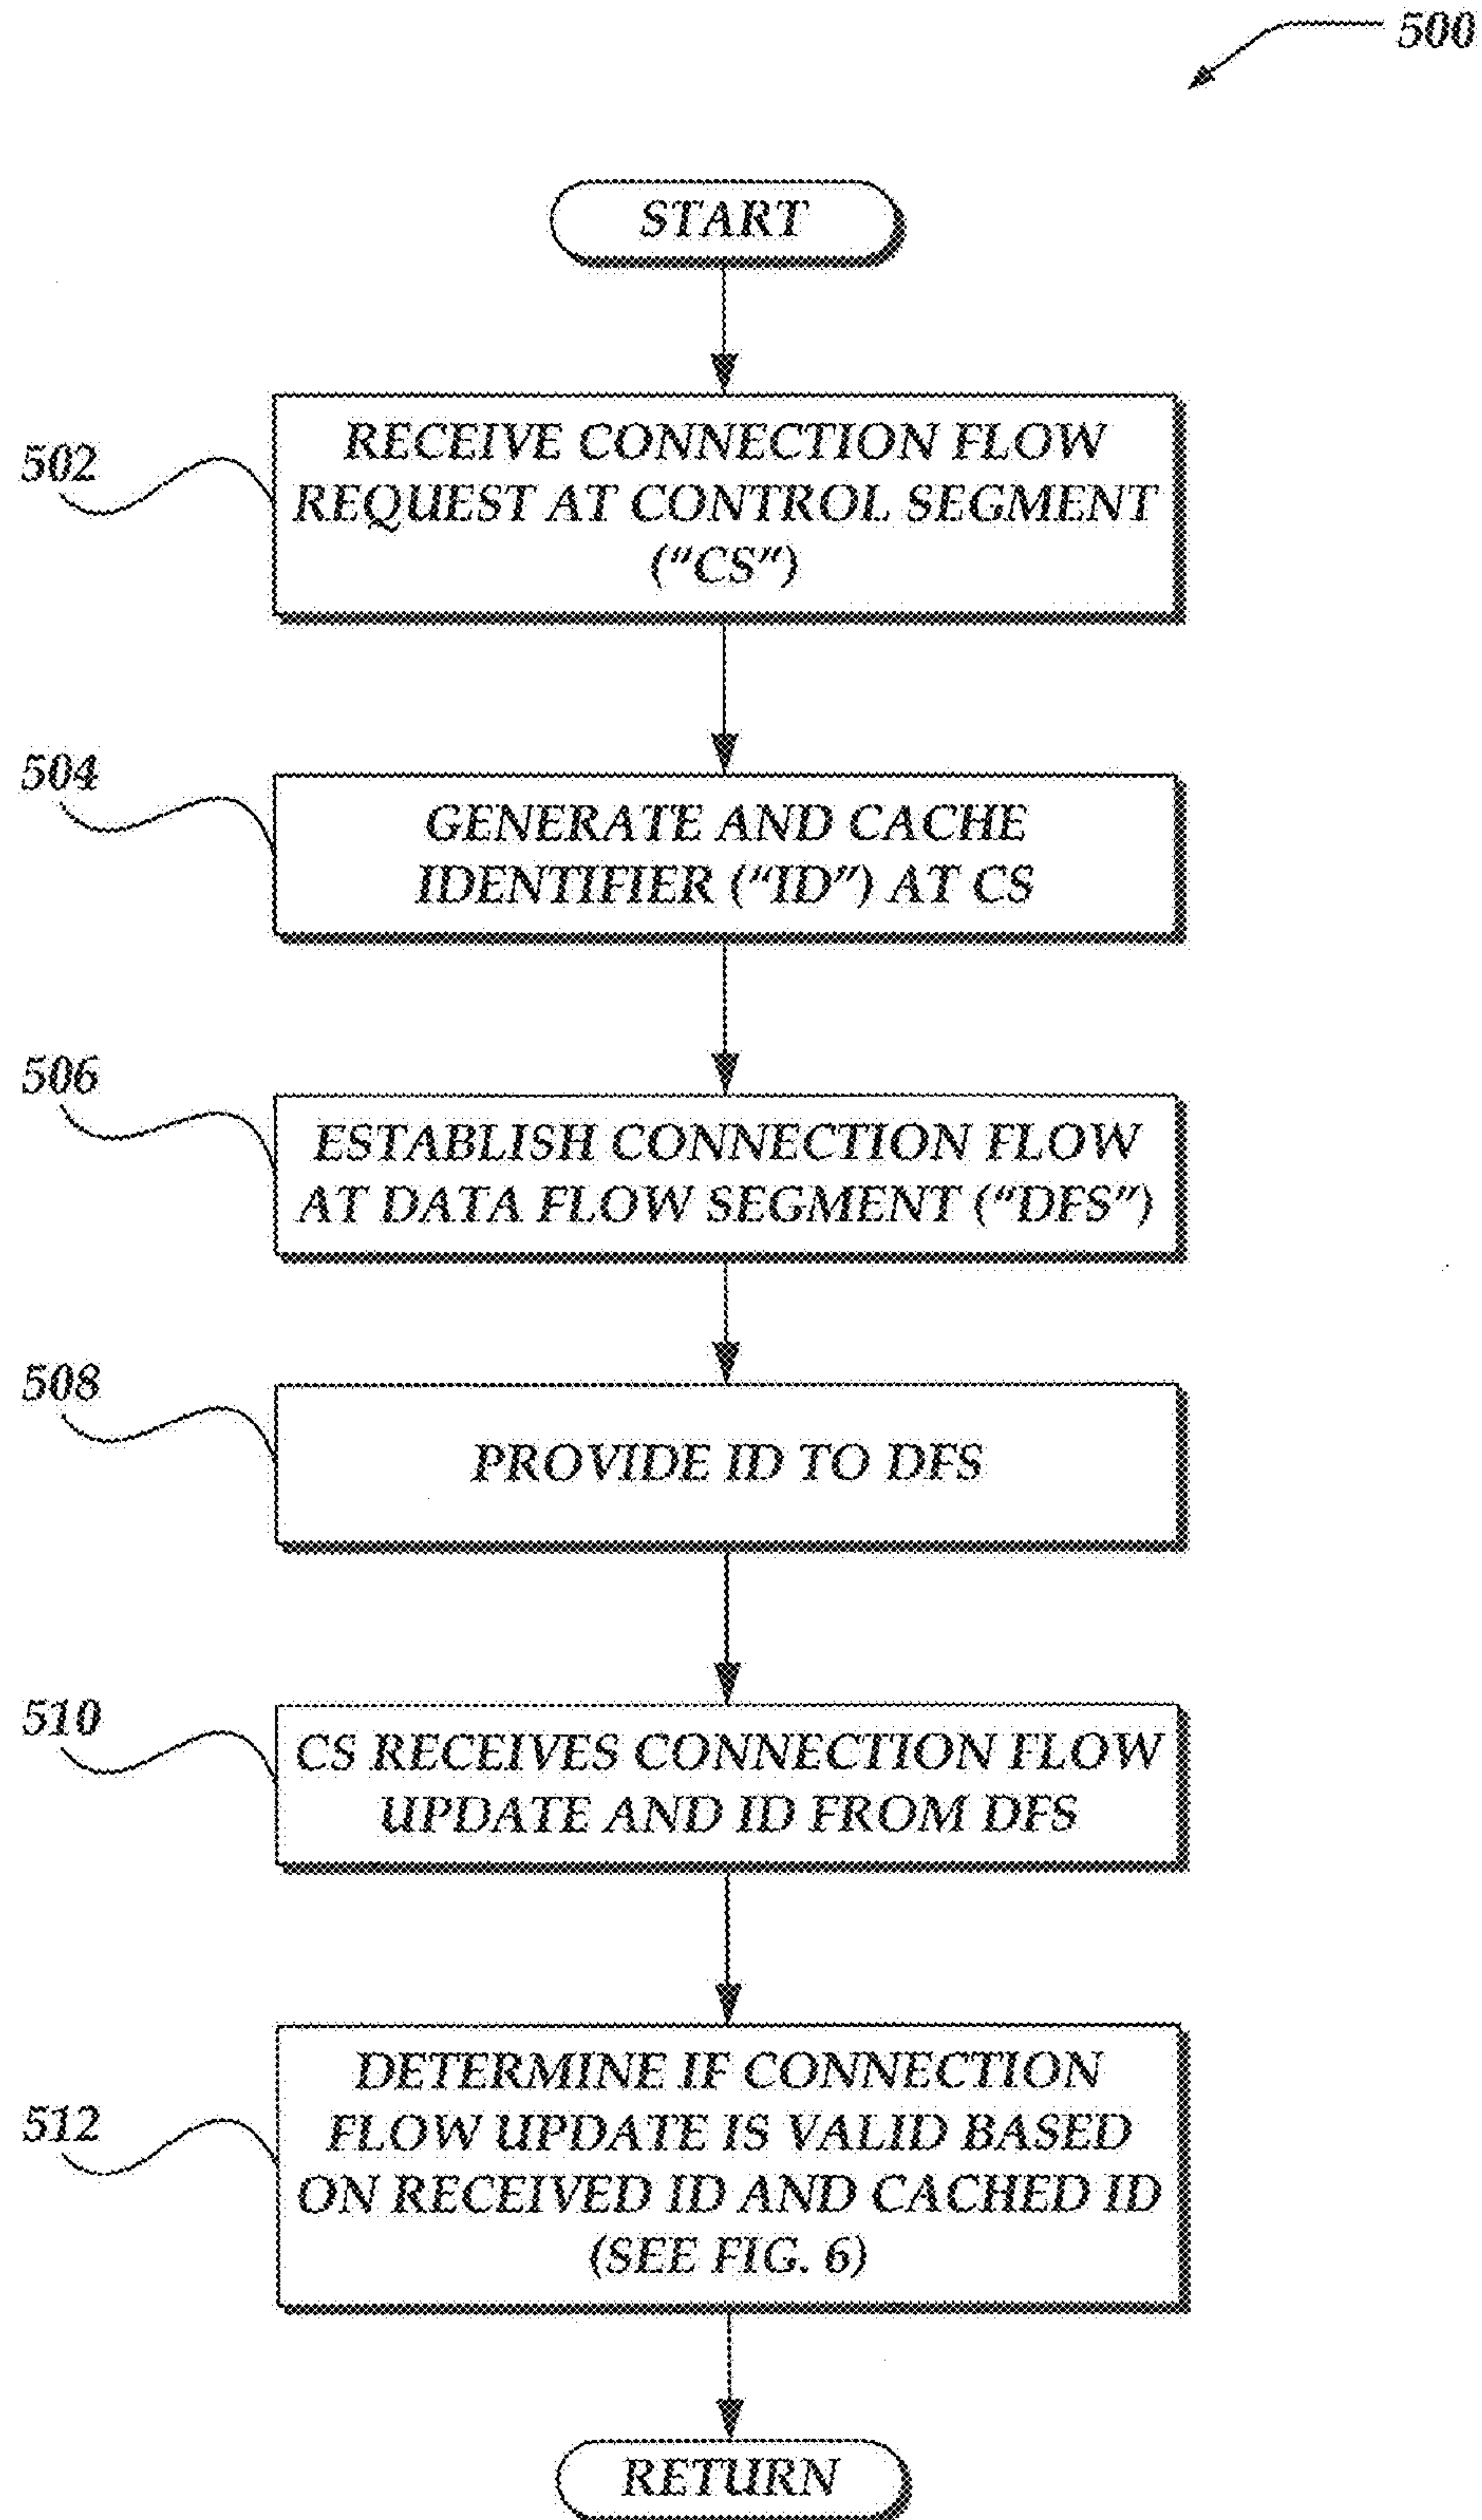 500
START
502
RECEIVE CONNECTION FLOW
REQUEST AT CONTROL SEGMENT
("CS")
504
GENERATE AND CACHE
IDENTIFIER ("ID") AT CS
506
ESTABLISH CONNECTION FLOW
AT DATA FLOW SEGMENT ("DFS")
508
PROVIDE ID TO DFS
510
CS RECEIVES CONNECTION FLOW
UPDATE AND ID FROM DFS
512
DETERMINE IF CONNECTION
FLOW UPDATE IS VALID BASED
ON RECEIVED ID AND CACHED ID
(SEE FIG. 6)
RETURN